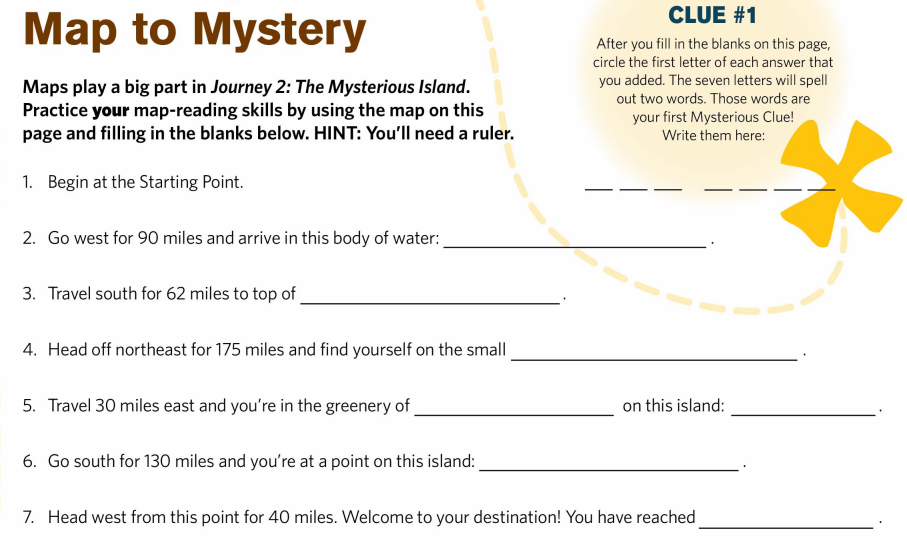 Map to Mystery
Maps play a big part in Journey 2: The Mysterious Island.
Practice your map-reading skills by using the map on this
page and filling in the blanks below. HINT: You'll need a ruler.
CLUE #1
After you fill in the blanks on this page,
circle the first letter of each answer that
you added. The seven letters will spell
out two words. Those words are
your first Mysterious Clue!
Write them here:
___ ___ ___ ___ ___ ___ ___
1. Begin at the Starting Point.
2. Go west for 90 miles and arrive in this body of water: ____________________ .
3. Travel south for 62 miles to top of ____________________ .
4. Head off northeast for 175 miles and find yourself on the small ____________________ .
5. Travel 30 miles east and you're in the greenery of ____________________ on this island: ____________________ .
6. Go south for 130 miles and you're at a point on this island: ____________________ .
7. Head west from this point for 40 miles. Welcome to your destination! You have reached ____________________ .